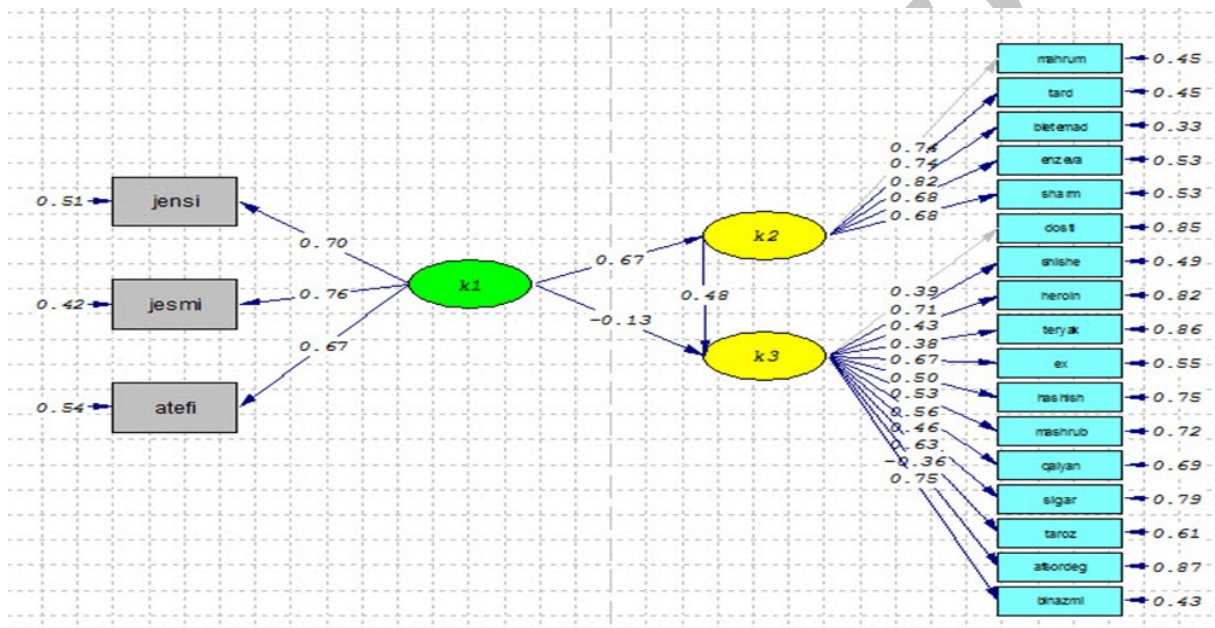 mahrum
0.45
tard
0.45
bietemad
0.33
enzeva
0.53
sharm
0.53
dosti
0.85
shishe
0.49
heroin
0.82
teryak
0.86
ex
0.55
hashish
0.75
mashrub
0.72
qalyan
0.69
sigar
0.79
taroz
0.61
afsordeg
0.87
binazmi
0.43
0.74
0.74
0.82
0.68
0.68
0.39
0.71
0.43
0.38
0.67
0.50
0.53
0.56
0.46
0.63
-0.36
0.75
k2
k3
0.48
0.67
-0.13
k1
0.70
0.76
0.67
0.51
jensi
0.42
jesmi
0.54
atefi